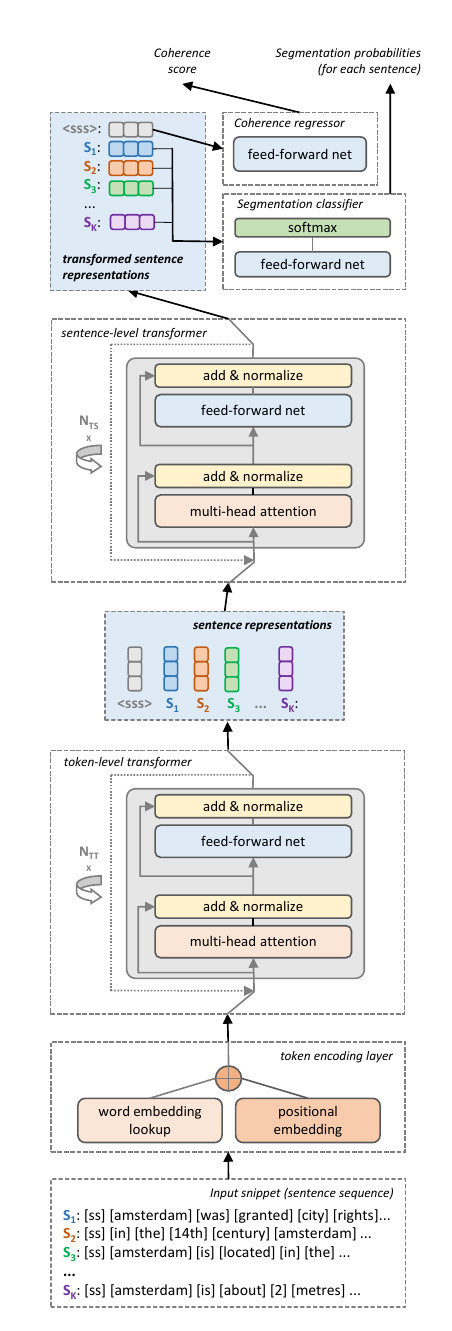 Coherence
score
Segmentation probabilities
(for each sentence)
<sss>:
S1:
S2:
S3:
...
SK:
transformed sentence
representations
Coherence regressor
feed-forward net
Segmentation classifier
softmax
feed-forward net
sentence-level transformer
add & normalize
feed-forward net
NTS
x
add & normalize
multi-head attention
sentence representations
<sss> S1 S2 S3 ... SK:
token-level transformer
add & normalize
feed-forward net
NTT
x
add & normalize
multi-head attention
token encoding layer
word embedding
lookup
positional
embedding
Input snippet (sentence sequence)
S1: [ss] [amsterdam] [was] [granted] [city] [rights]...
S2: [ss] [in] [the] [14th] [century] [amsterdam] ...
S3: [ss] [amsterdam] [is] [located] [in] [the] ...
...
SK: [ss] [amsterdam] [is] [about] [2] [metres] ...